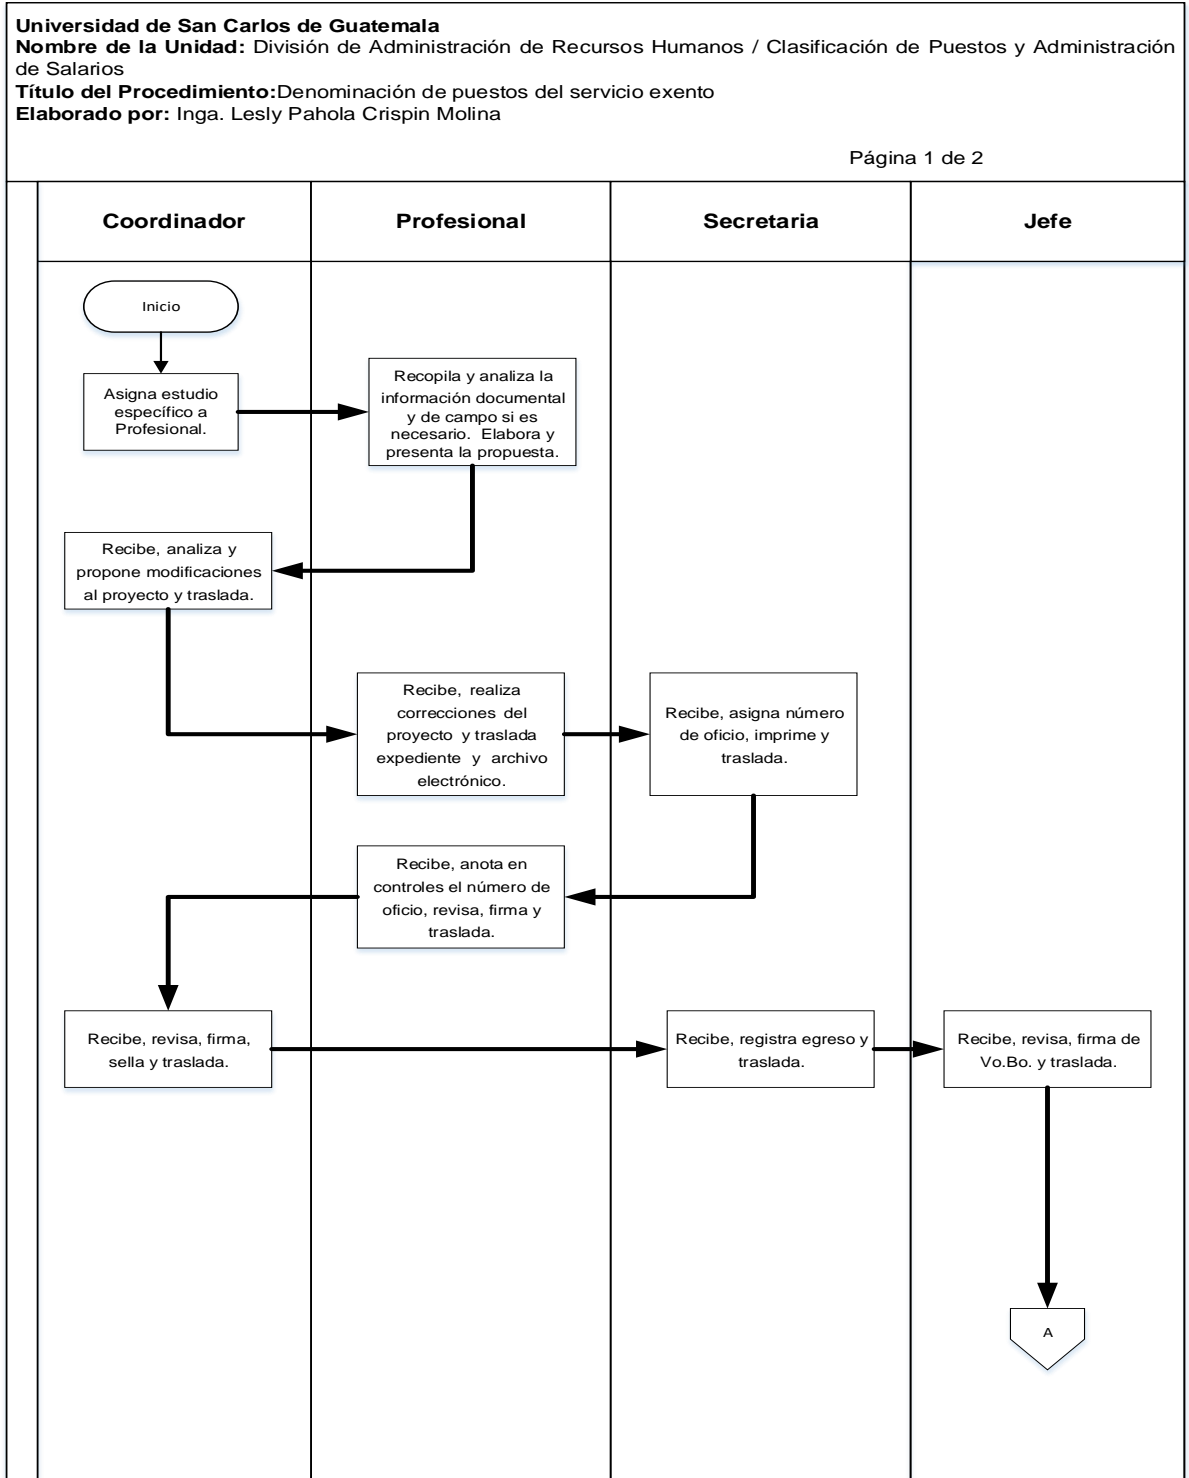 Universidad de San Carlos de Guatemala
Nombre de la Unidad: División de Administración de Recursos Humanos / Clasificación de Puestos y Administración
de Salarios
Título del Procedimiento:Denominación de puestos del servicio exento
Elaborado por: Inga. Lesly Pahola Crispin Molina
Página 1 de 2
Coordinador
Profesional
Secretaria
Jefe
Inicio
Asigna estudio
específico a
Profesional.
Recopila y analiza la
información documental
y de campo si es
necesario. Elabora y
presenta la propuesta.
Recibe, analiza y
propone modificaciones
al proyecto y traslada.
Recibe, realiza
correcciones del
proyecto y traslada
expediente y archivo
electrónico.
Recibe, asigna número
de oficio, imprime y
traslada.
Recibe, anota en
controles el número de
oficio, revisa, firma y
traslada.
Recibe, revisa, firma,
sella y traslada.
Recibe, registra egreso y
traslada.
Recibe, revisa, firma de
Vo.Bo. y traslada.
A